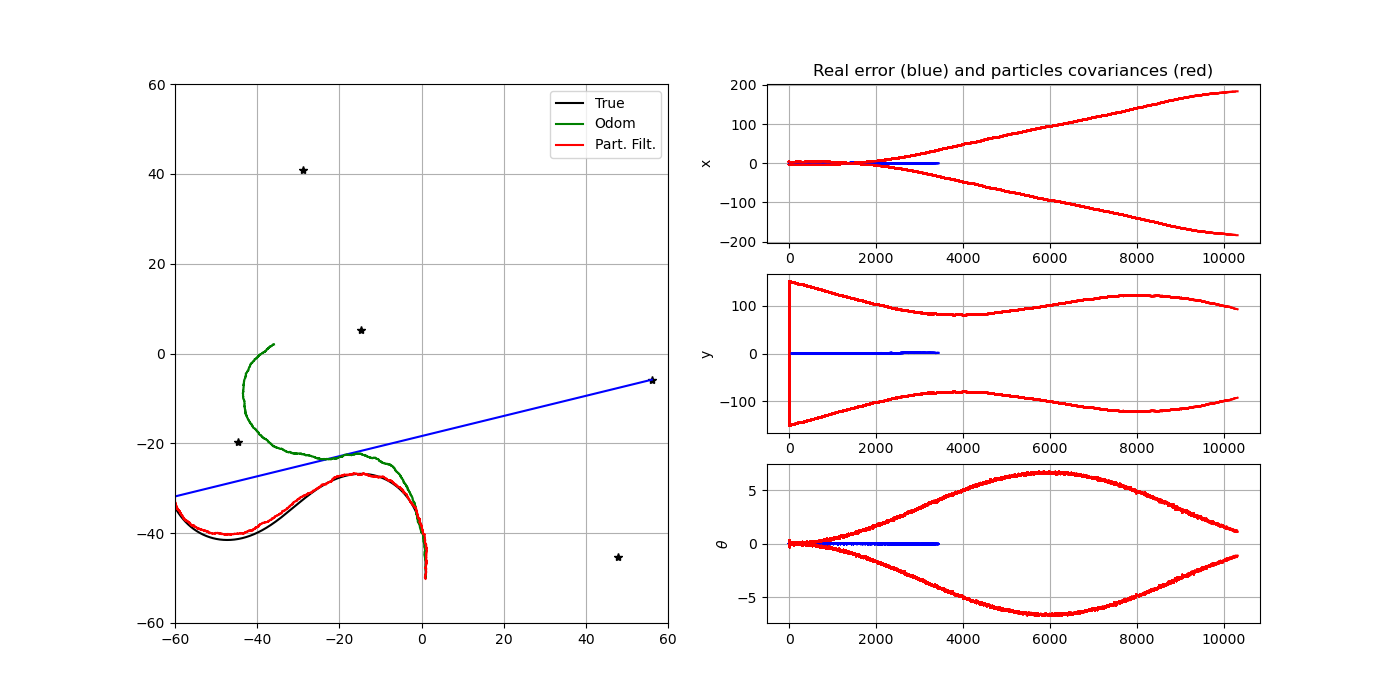 60
40
20
0
−20
−40
−60
−60 −40 −20 0 20 40 60
True
Odom
Part. Filt.
Real error (blue) and particles covariances (red)
x
200
100
0
−100
−200
0 2000 4000 6000 8000 10000
y
100
0
−100
0 2000 4000 6000 8000 10000
θ
5
0
−5
0 2000 4000 6000 8000 10000